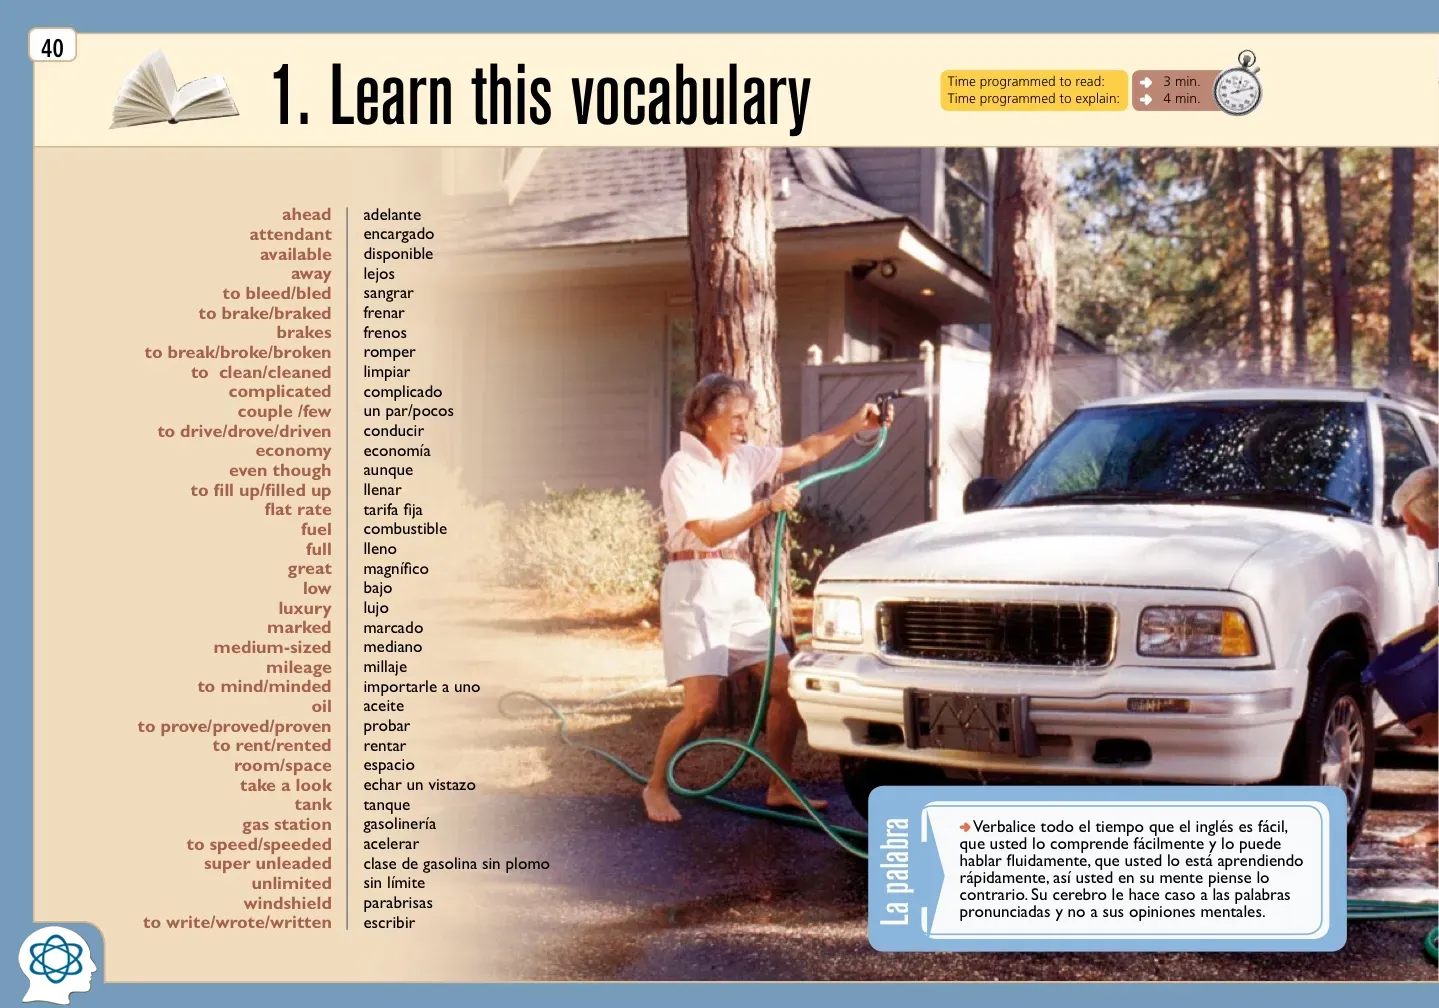 40
1. Learn this vocabulary
Time programmed to read: 3 min.
Time programmed to explain: 4 min.
ahead adelante
attendant encargado
available disponible
away lejos
to bleed/bled sangrar
to brake/braked frenar
brakes frenos
to break/broke/broken romper
to clean/cleaned limpiar
complicated complicado
couple /few un par/pocos
to drive/drove/driven conducir
economy economía
even though aunque
to fill up/filled up llenar
flat rate tarifa fija
fuel combustible
full lleno
great magnífico
low bajo
luxury lujo
marked marcado
medium-sized mediano
mileage millaje
to mind/minded importarle a uno
oil aceite
to prove/proved/proven probar
to rent/rented rentar
room/space espacio
take a look echar un vistazo
tank tanque
gas station gasolinería
to speed/speeded acelerar
super unleaded clase de gasolina sin plomo
unlimited sin límite
windshield parabrisas
to write/wrote/written escribir
La palabra
Verbalice todo el tiempo que el inglés es fácil,
que usted lo comprende fácilmente y lo puede
hablar fluidamente, que usted lo está aprendiendo
rápidamente, así usted en su mente piense lo
contrario. Su cerebro le hace caso a las palabras
pronunciadas y no a sus opiniones mentales.